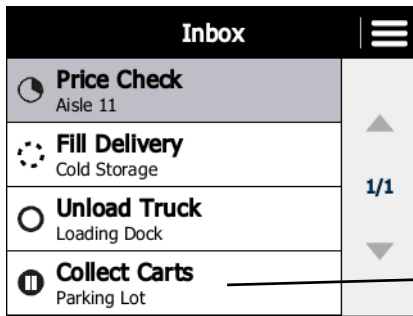 Inbox
Price Check
Aisle 11
Fill Delivery
Cold Storage
1/1
Unload Truck
Loading Dock
Collect Carts
Parking Lot